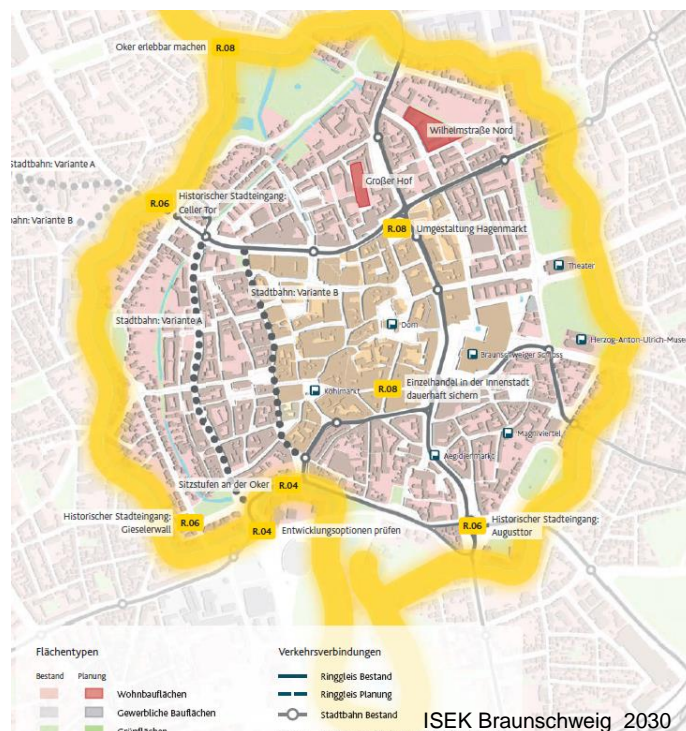 Oker erlebbar machen R.08
Wilhelmstraße Nord
Stadtbahn: Variante A
Großer Hof
R.06 Historischer Stadteingang:
Celler Tor
bahn: Variante B
R.08 Umgestaltung Hagenmarkt
Theater
Stadtbahn: Variante B
Stadtbahn: Variante A
Dom
Herzog-Anton-Ulrich-Muse
Braunschweiger Schloss
Kohlmarkt
R.08 Einzelhandel in der Innenstadt
dauerhaft sichern
Magniviertel
Aegidienmarkt
Sitzstufen an der Oker R.04
Historischer Stadteingang:
Gieselerwall
R.06
R.04 Entwicklungsoptionen prüfen
R.06 Historischer Stadteingang:
Augusttor
Flächentypen
Verkehrsverbindungen
Bestand Planung
Ringgleis Bestand
Wohnbauflächen
Ringgleis Planung
Gewerbliche Bauflächen
Stadtbahn Bestand
Grünflächen
ISEK Braunschweig 2030